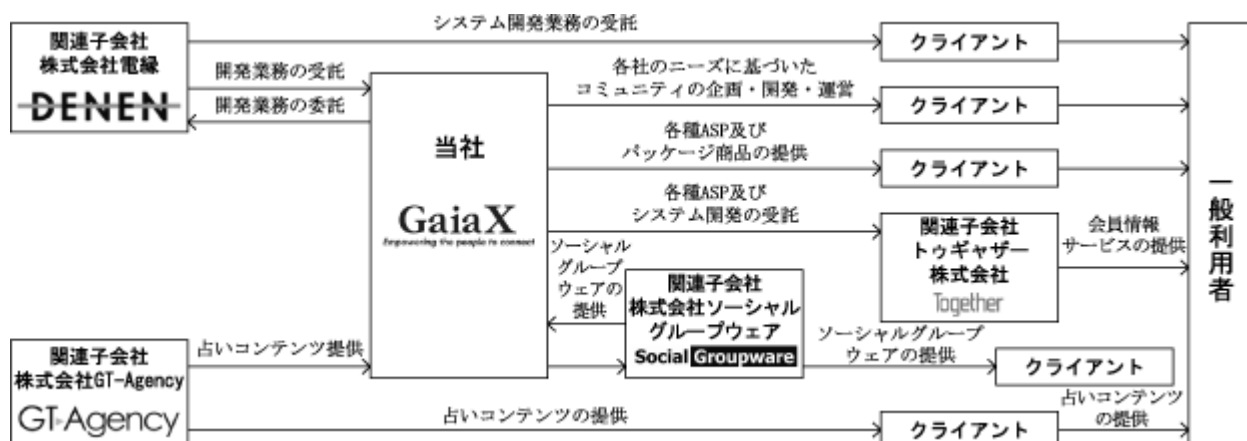 システム開発業務の受託
関連子会社
株式会社電縁
DENEN
開発業務の受託
開発業務の委託
当社
GaiaX
Empowering the people to connect
各社のニーズに基づいた
コミュニティの企画・開発・運営
各種ASP及び
パッケージ商品の提供
各種ASP及び
システム開発の受託
クライアント
クライアント
クライアント
関連子会社
トゥギャザー
株式会社
Together
会員情報
サービスの提供
一般利用者
ソーシャル
グループ
ウェアの
提供
関連子会社
株式会社ソーシャル
グループウェア
Social Groupware
ソーシャルグループ
ウェアの提供
クライアント
関連子会社
株式会社GT-Agency
GT-Agency
占いコンテンツ提供
占いコンテンツの提供
クライアント
占いコンテンツ
の提供